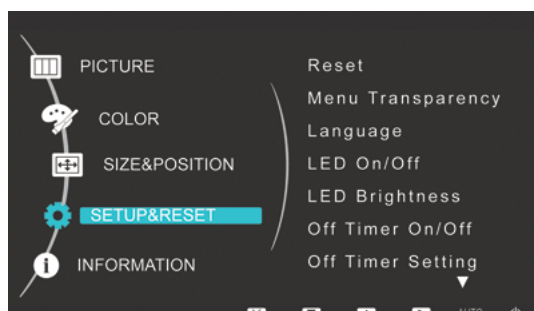 PICTURE
COLOR
SIZE&POSITION
SETUP&RESET
INFORMATION
Reset
Menu Transparency
Language
LED On/Off
LED Brightness
Off Timer On/Off
Off Timer Setting
AUTO